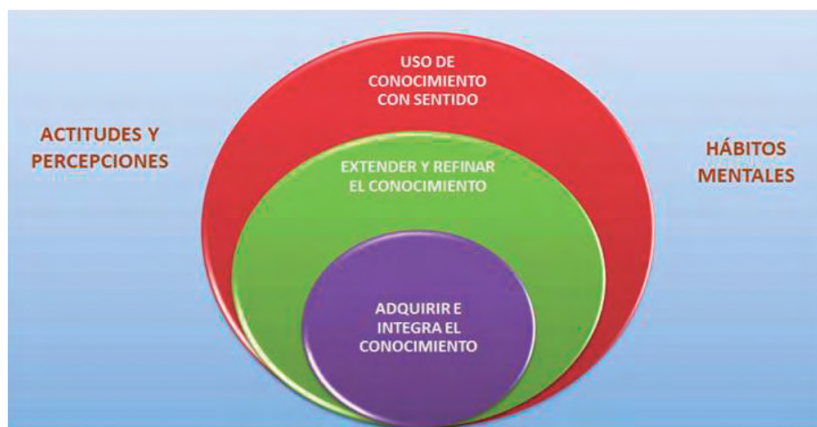 USO DE
CONOCIMIENTO
CON SENTIDO
ACTITUDES Y
PERCEPCIONES
HÁBITOS
MENTALES
EXTENDER Y REFINAR
EL CONOCIMIENTO
ADQUIRIR E
INTEGRA EL
CONOCIMIENTO